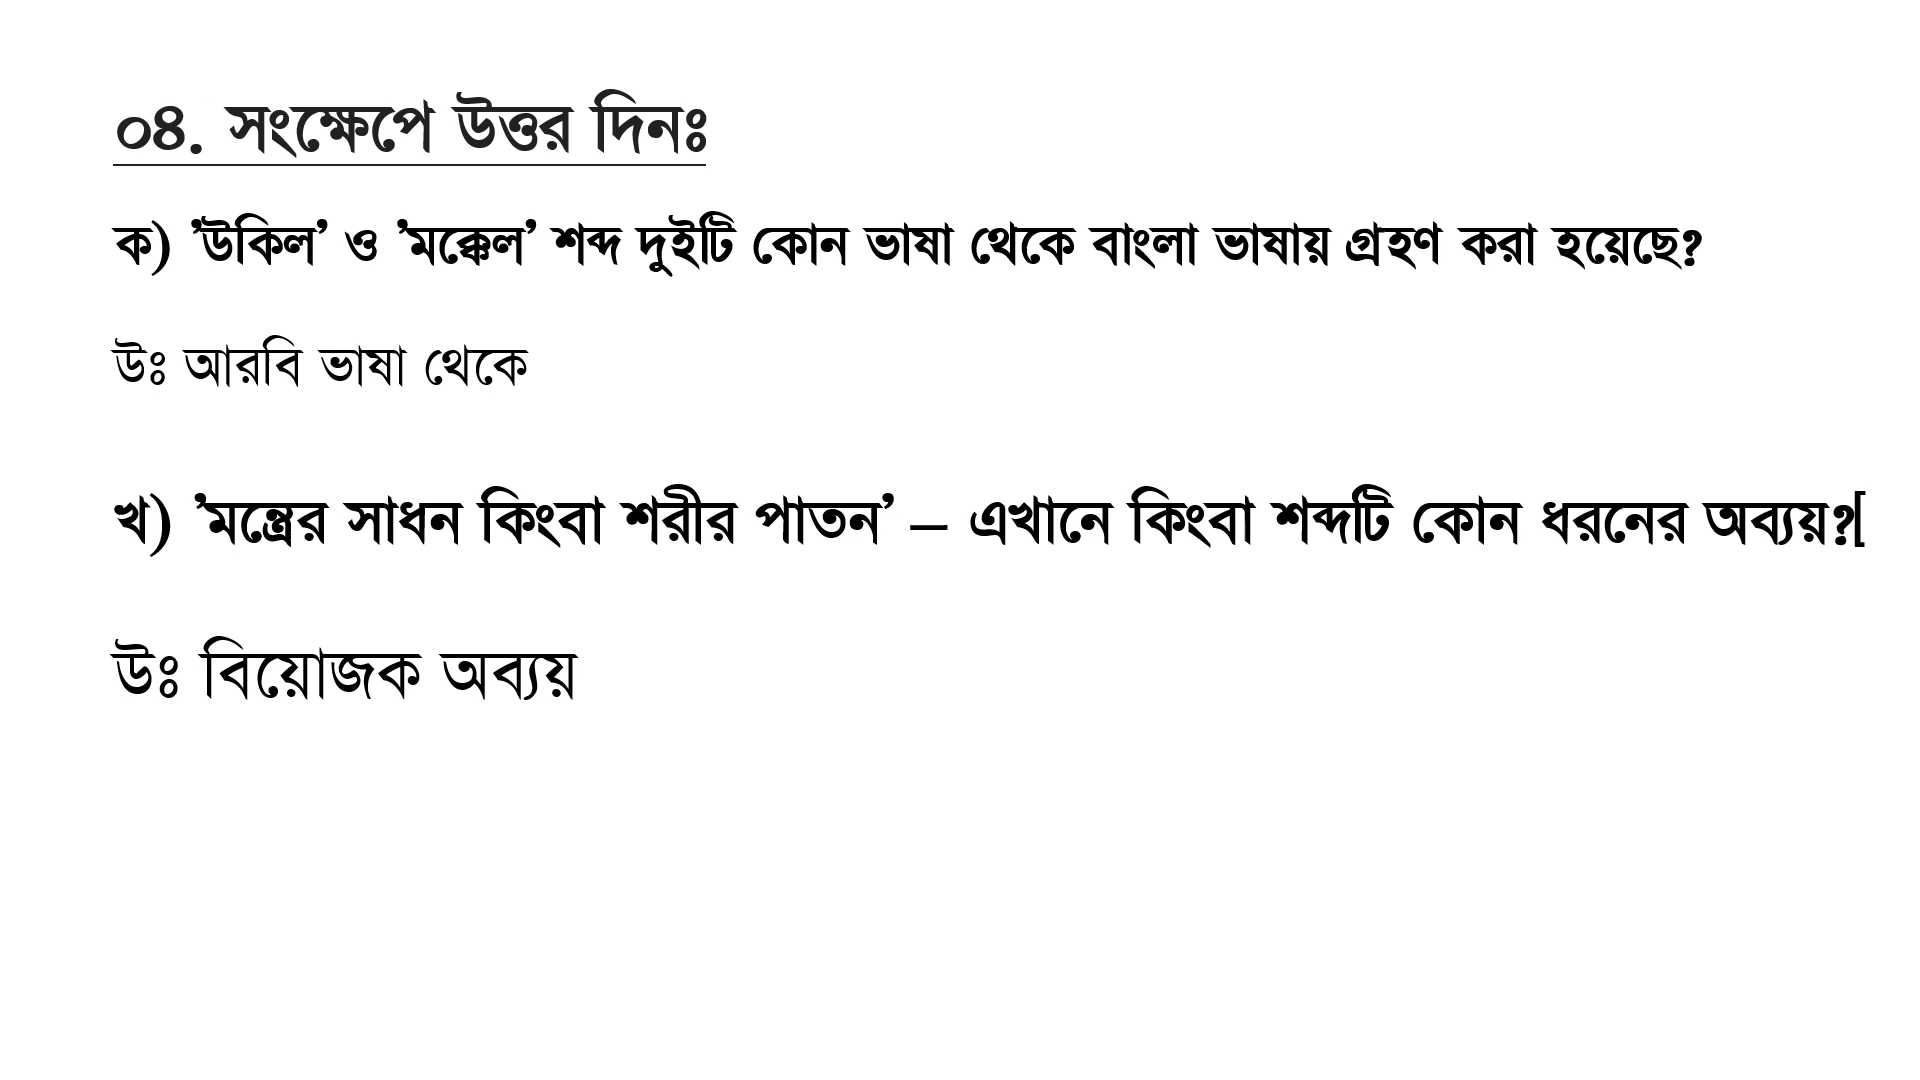 ০৪. সংক্ষেপে উত্তর দিনঃ
ক) ’উকিল’ ও ’মক্কেল’ শব্দ দুইটি কোন ভাষা থেকে বাংলা ভাষায় গ্রহণ করা হয়েছে?
উঃ আরবি ভাষা থেকে
খ) ’মন্ত্রের সাধন কিংবা শরীর পাতন’ – এখানে কিংবা শব্দটি কোন ধরনের অব্যয়?[
উঃ বিয়োজক অব্যয়